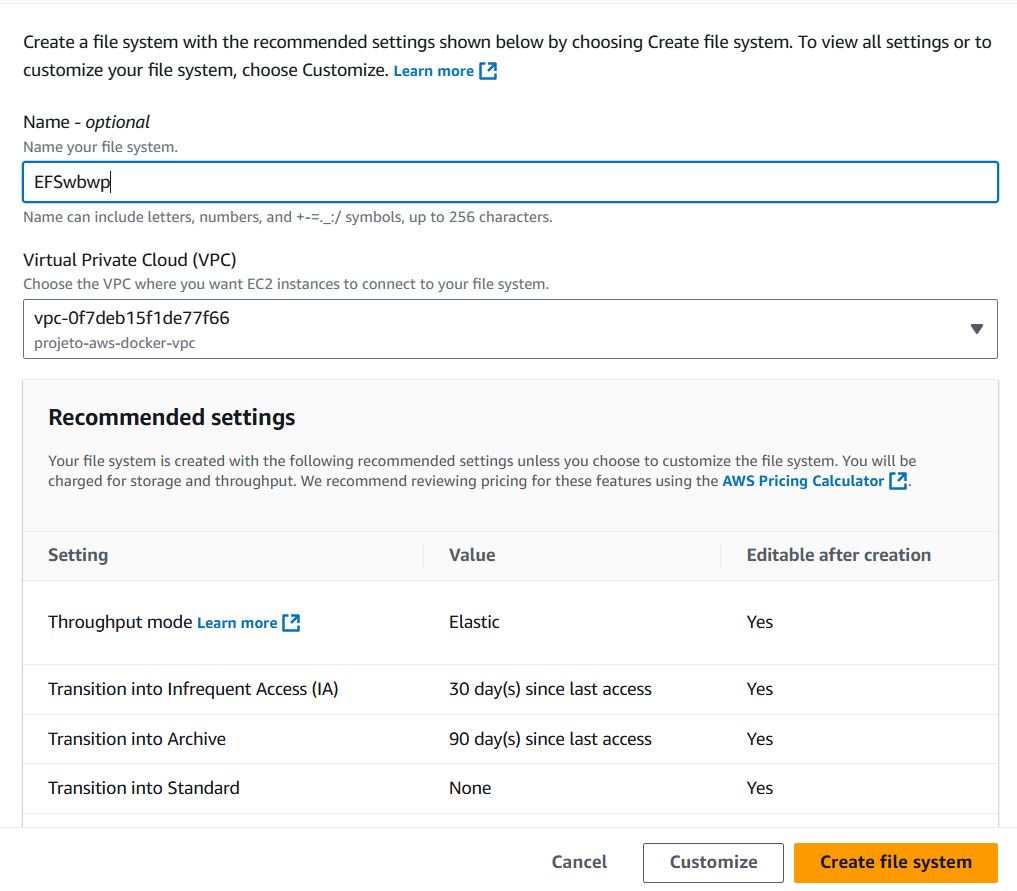 Create a file system with the recommended settings shown below by choosing Create file system. To view all settings or to
customize your file system, choose Customize. Learn more
Name - optional
Name your file system.
EFSwbwp
Name can include letters, numbers, and +-=._:/ symbols, up to 256 characters.
Virtual Private Cloud (VPC)
Choose the VPC where you want EC2 instances to connect to your file system.
vpc-0f7deb15f1de77f66
projeto-aws-docker-vpc
Recommended settings
Your file system is created with the following recommended settings unless you choose to customize the file system. You will be
charged for storage and throughput. We recommend reviewing pricing for these features using the AWS Pricing Calculator.
Setting Value Editable after creation
Throughput mode Learn more Elastic Yes
Transition into Infrequent Access (IA) 30 day(s) since last access Yes
Transition into Archive 90 day(s) since last access Yes
Transition into Standard None Yes
Cancel Customize Create file system